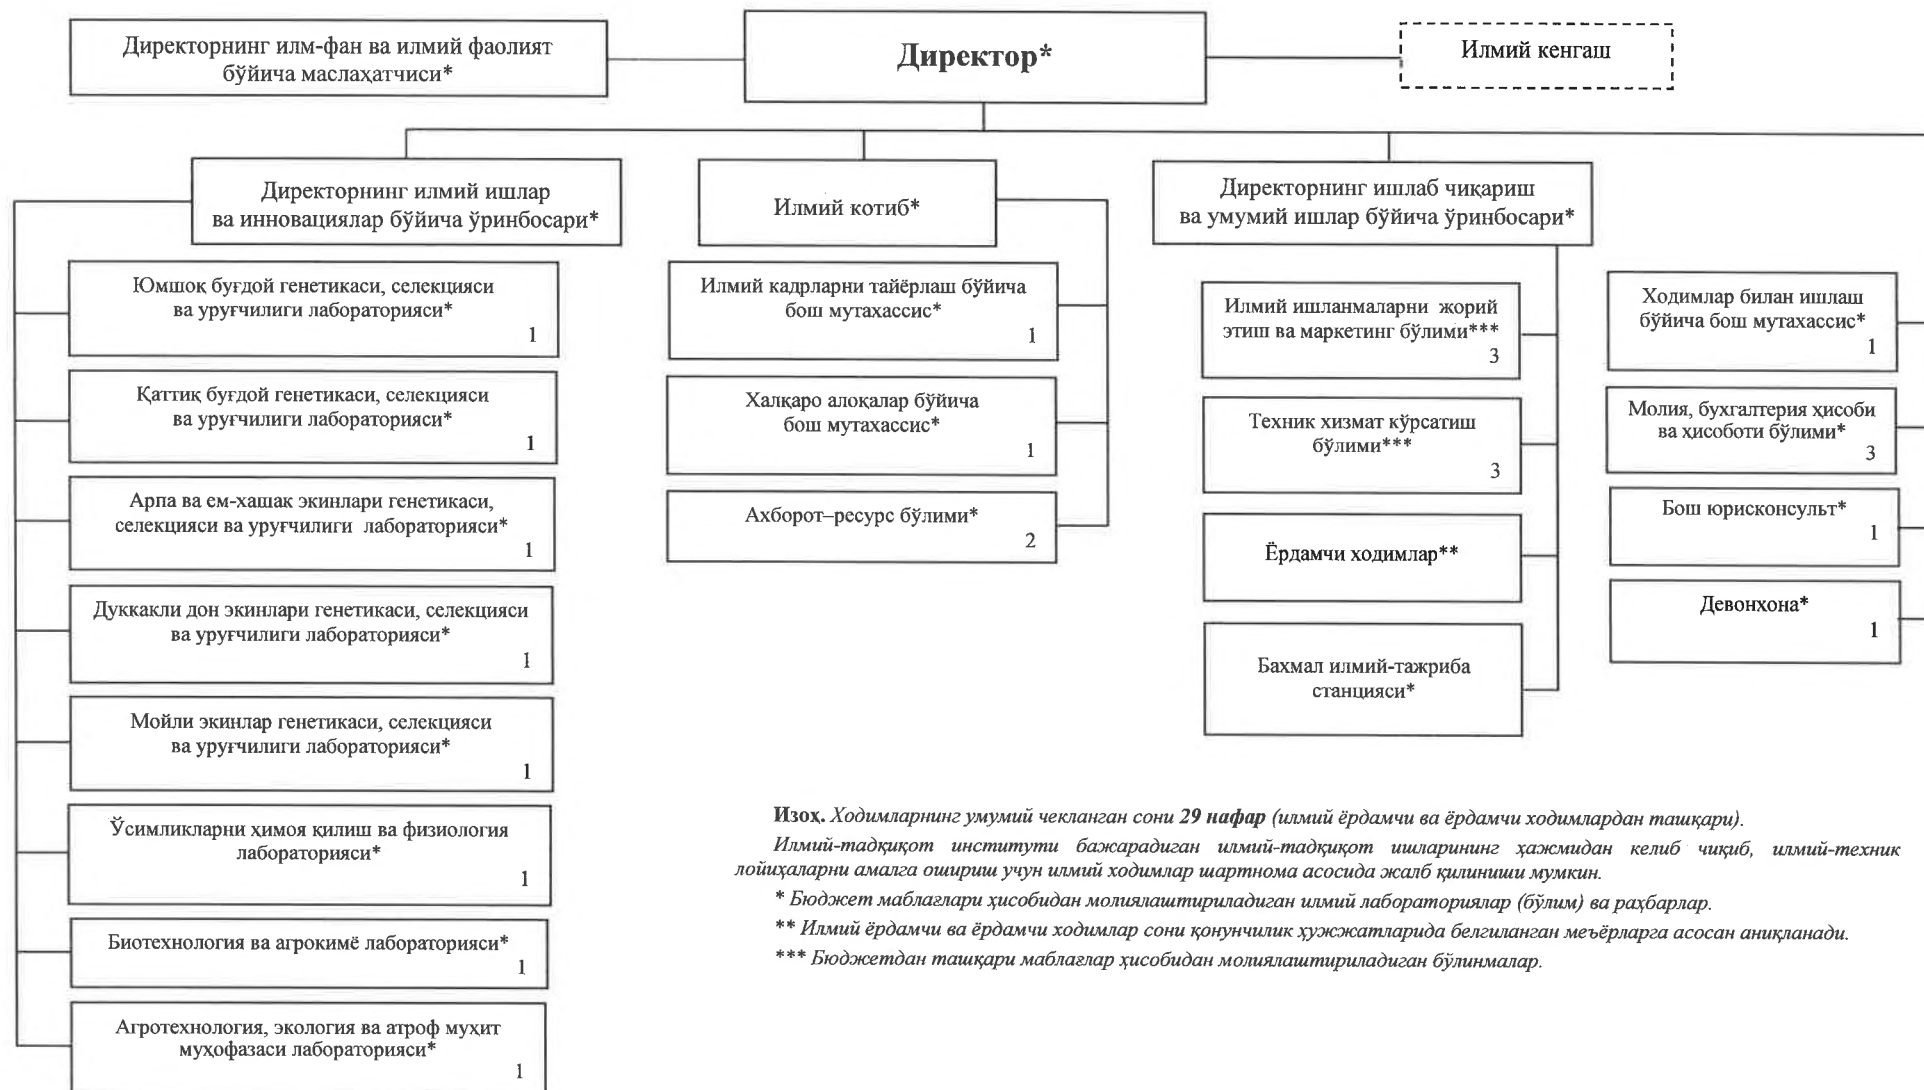 Директорнинг илм-фан ва илмий фаолият
бўйича маслаҳатчиси*
Директор*
Илмий кенгаш
Директорнинг илмий ишлар
ва инновациялар бўйича ўринбосари*
Илмий котиб*
Директорнинг ишлаб чиқариш
ва умумий ишлар бўйича ўринбосари*
Юмшоқ буғдой генетикаси, селекцияси
ва уруғчилиги лабораторияси*
1
Қаттиқ буғдой генетикаси, селекцияси
ва уруғчилиги лабораторияси*
1
Арпа ва ем-хашак экинлари генетикаси,
селекцияси ва уруғчилиги лабораторияси*
1
Дуккакли дон экинлари генетикаси, селекцияси
ва уруғчилиги лабораторияси*
1
Мойли экинлар генетикаси, селекцияси
ва уруғчилиги лабораторияси*
1
Ўсимликларни ҳимоя қилиш ва физиология
лабораторияси*
1
Биотехнология ва агрокимё лабораторияси*
1
Агротехнология, экология ва атроф муҳит
муҳофазаси лабораторияси*
1
Илмий кадрларни тайёрлаш бўйича
бош мутахассис*
1
Халқаро алоқалар бўйича
бош мутахассис*
1
Ахборот–ресурс бўлими*
2
Илмий ишланмаларни жорий
этиш ва маркетинг бўлими***
3
Техник хизмат кўрсатиш
бўлими***
3
Ёрдамчи ходимлар**
Бахмал илмий-тажриба
станцияси*
Ходимлар билан ишлаш
бўйича бош мутахассис*
1
Молия, бухгалтерия ҳисоби
ва ҳисоботи бўлими*
3
Бош юрисконсульт*
1
Девонхона*
1
Изоҳ. Ходимларнинг умумий чекланган сони 29 нафар (илмий ёрдамчи ва ёрдамчи ходимлардан ташқари).
Илмий-тадқиқот институти бажарадиган илмий-тадқиқот ишларининг ҳажмидан келиб чиқиб, илмий-техник
лойиҳаларни амалга ошириш учун илмий ходимлар шартнома асосида жалб қилиниши мумкин.
* Бюджет маблағлари ҳисобидан молиялаштириладиган илмий лабораториялар (бўлим) ва раҳбарлар.
** Илмий ёрдамчи ва ёрдамчи ходимлар сони қонунчилик ҳужжатларида белгиланган меъёрларга асосан аниқланади.
*** Бюджетдан ташқари маблағлар ҳисобидан молиялаштириладиган бўлинмалар.